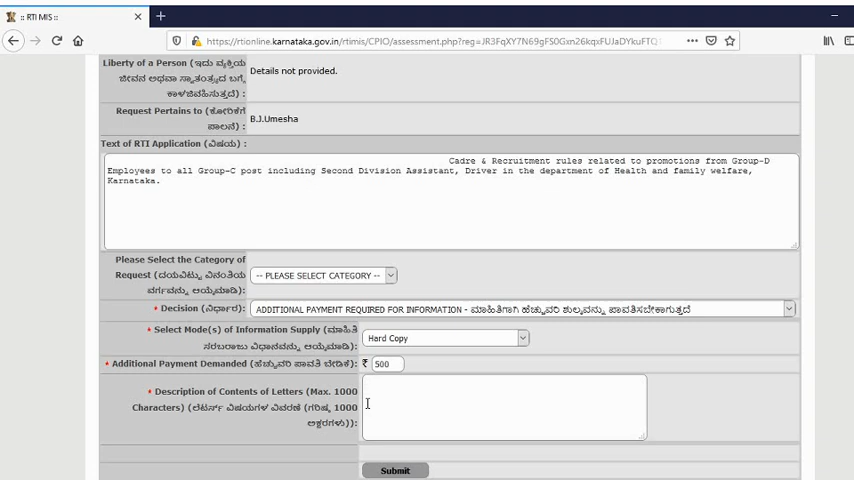 :: RTI MIS ::
https://rtionline.karnataka.gov.in/rtimis/CPIO/assessment.php?reg=JR3FqXY7N69gFS0Gxn26kqxFUJaDYkuFTQ
Liberty of a Person (ಇದು ವ್ಯಕ್ತಿಯ
ಜೀವನ ಅಥವಾ ಸ್ವಾತಂತ್ರ್ಯದ ಬಗ್ಗೆ
ಕಾಳಜಿವಹಿಸುತ್ತದೆ) :
Details not provided.
Request Pertains to (ಕೋರಿಕೆಗೆ
ಪಾಲನೆ) :
B.J.Umesha
Text of RTI Application (ವಿಷಯ) :
Cadre & Recruitment rules related to promotions from Group-D
Employees to all Group-C post including Second Division Assistant, Driver in the department of Health and family welfare,
Karnataka.
Please Select the Category of
Request (ದಯವಿಟ್ಟು ವಿನಂತಿಯ
ವರ್ಗವನ್ನು ಆಯ್ಕೆಮಾಡಿ) :
-- PLEASE SELECT CATEGORY --
* Decision (ನಿರ್ಧಾರ) :
ADDITIONAL PAYMENT REQUIRED FOR INFORMATION - ಮಾಹಿತಿಗಾಗಿ ಹೆಚ್ಚುವರಿ ಶುಲ್ಕವನ್ನು ಪಾವತಿಸಬೇಕಾಗುತ್ತದೆ
* Select Mode(s) of Information Supply (ಮಾಹಿತಿ
ಸರಬರಾಜು ವಿಧಾನವನ್ನು ಆಯ್ಕೆಮಾಡಿ) :
Hard Copy
* Additional Payment Demanded (ಹೆಚ್ಚುವರಿ ಪಾವತಿ ಬೇಡಿಕೆ) :
₹ 500
* Description of Contents of Letters (Max. 1000
Characters) (ಲೆಟರ್ಸ್ ವಿಷಯಗಳ ವಿವರಣೆ (ಗರಿಷ್ಠ 1000
ಅಕ್ಷರಗಳು)):
Submit